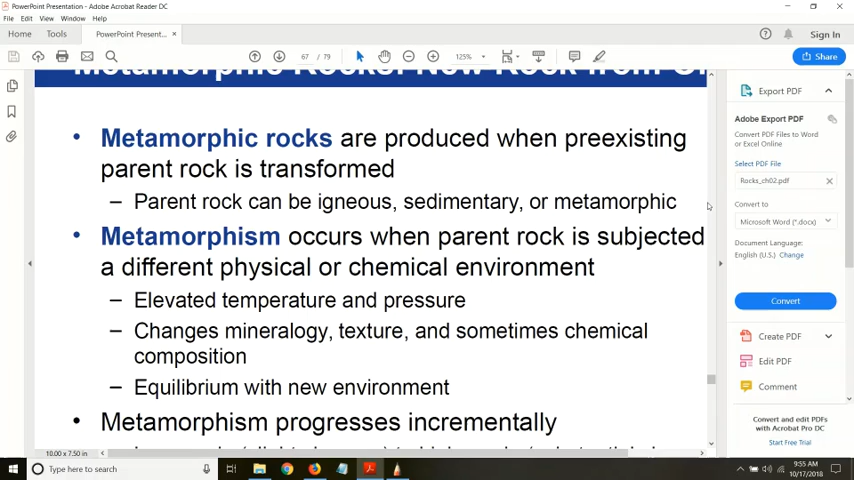 PowerPoint Presentation - Adobe Acrobat Reader DC
File Edit View Window Help
Home Tools PowerPoint Present... × Sign In
67 / 79 125% Share
Metamorphic Rocks: New Rock from
• Metamorphic rocks are produced when preexisting
parent rock is transformed
– Parent rock can be igneous, sedimentary, or metamorphic
• Metamorphism occurs when parent rock is subjected
a different physical or chemical environment
– Elevated temperature and pressure
– Changes mineralogy, texture, and sometimes chemical
composition
– Equilibrium with new environment
• Metamorphism progresses incrementally
Export PDF
Adobe Export PDF
Convert PDF Files to Word
or Excel Online
Select PDF File
Rocks_ch02.pdf
Convert to
Microsoft Word (*.docx)
Document Language:
English (U.S.) Change
Convert
Create PDF
Edit PDF
Comment
Convert and edit PDFs
with Acrobat Pro DC
Start Free Trial
10.00 x 7.50 in
Type here to search
9:55 AM
10/17/2018